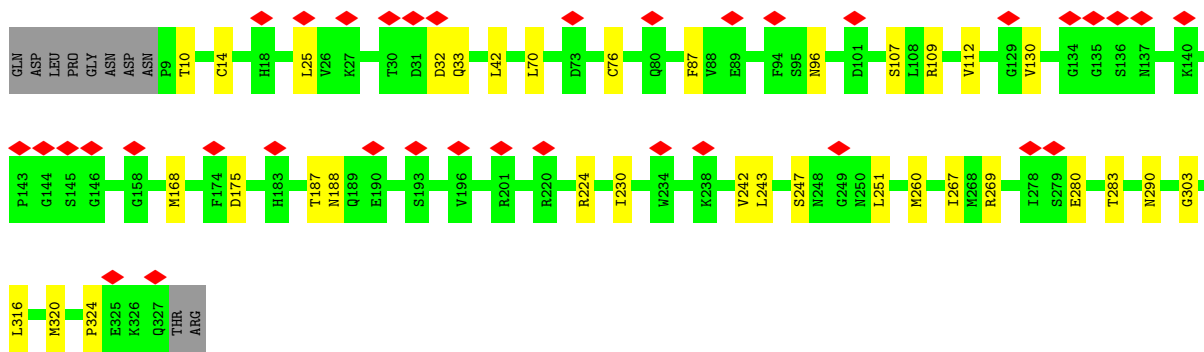 GLN ASP LEU PRO GLY ASN ASP ASN P9 T10 C14 H18 L25 V26 K27 T30 D31 D32 Q33 L42 L70 D73 C76 Q80 F87 V88 E89 F94 S95 N96 D101 S107 L108 R109 V112 G129 V130 G134 G135 S136 N137 K140
P143 G144 S145 G146 G158 M168 F174 D175 H183 T187 N188 Q189 E190 S193 V196 R201 R220 R224 I230 W234 K238 V242 L243 S247 N248 G249 N250 L251 M260 I267 M268 R269 I278 S279 E280 T283 N290 G303
L316 M320 P324 E325 K326 Q327 THR ARG